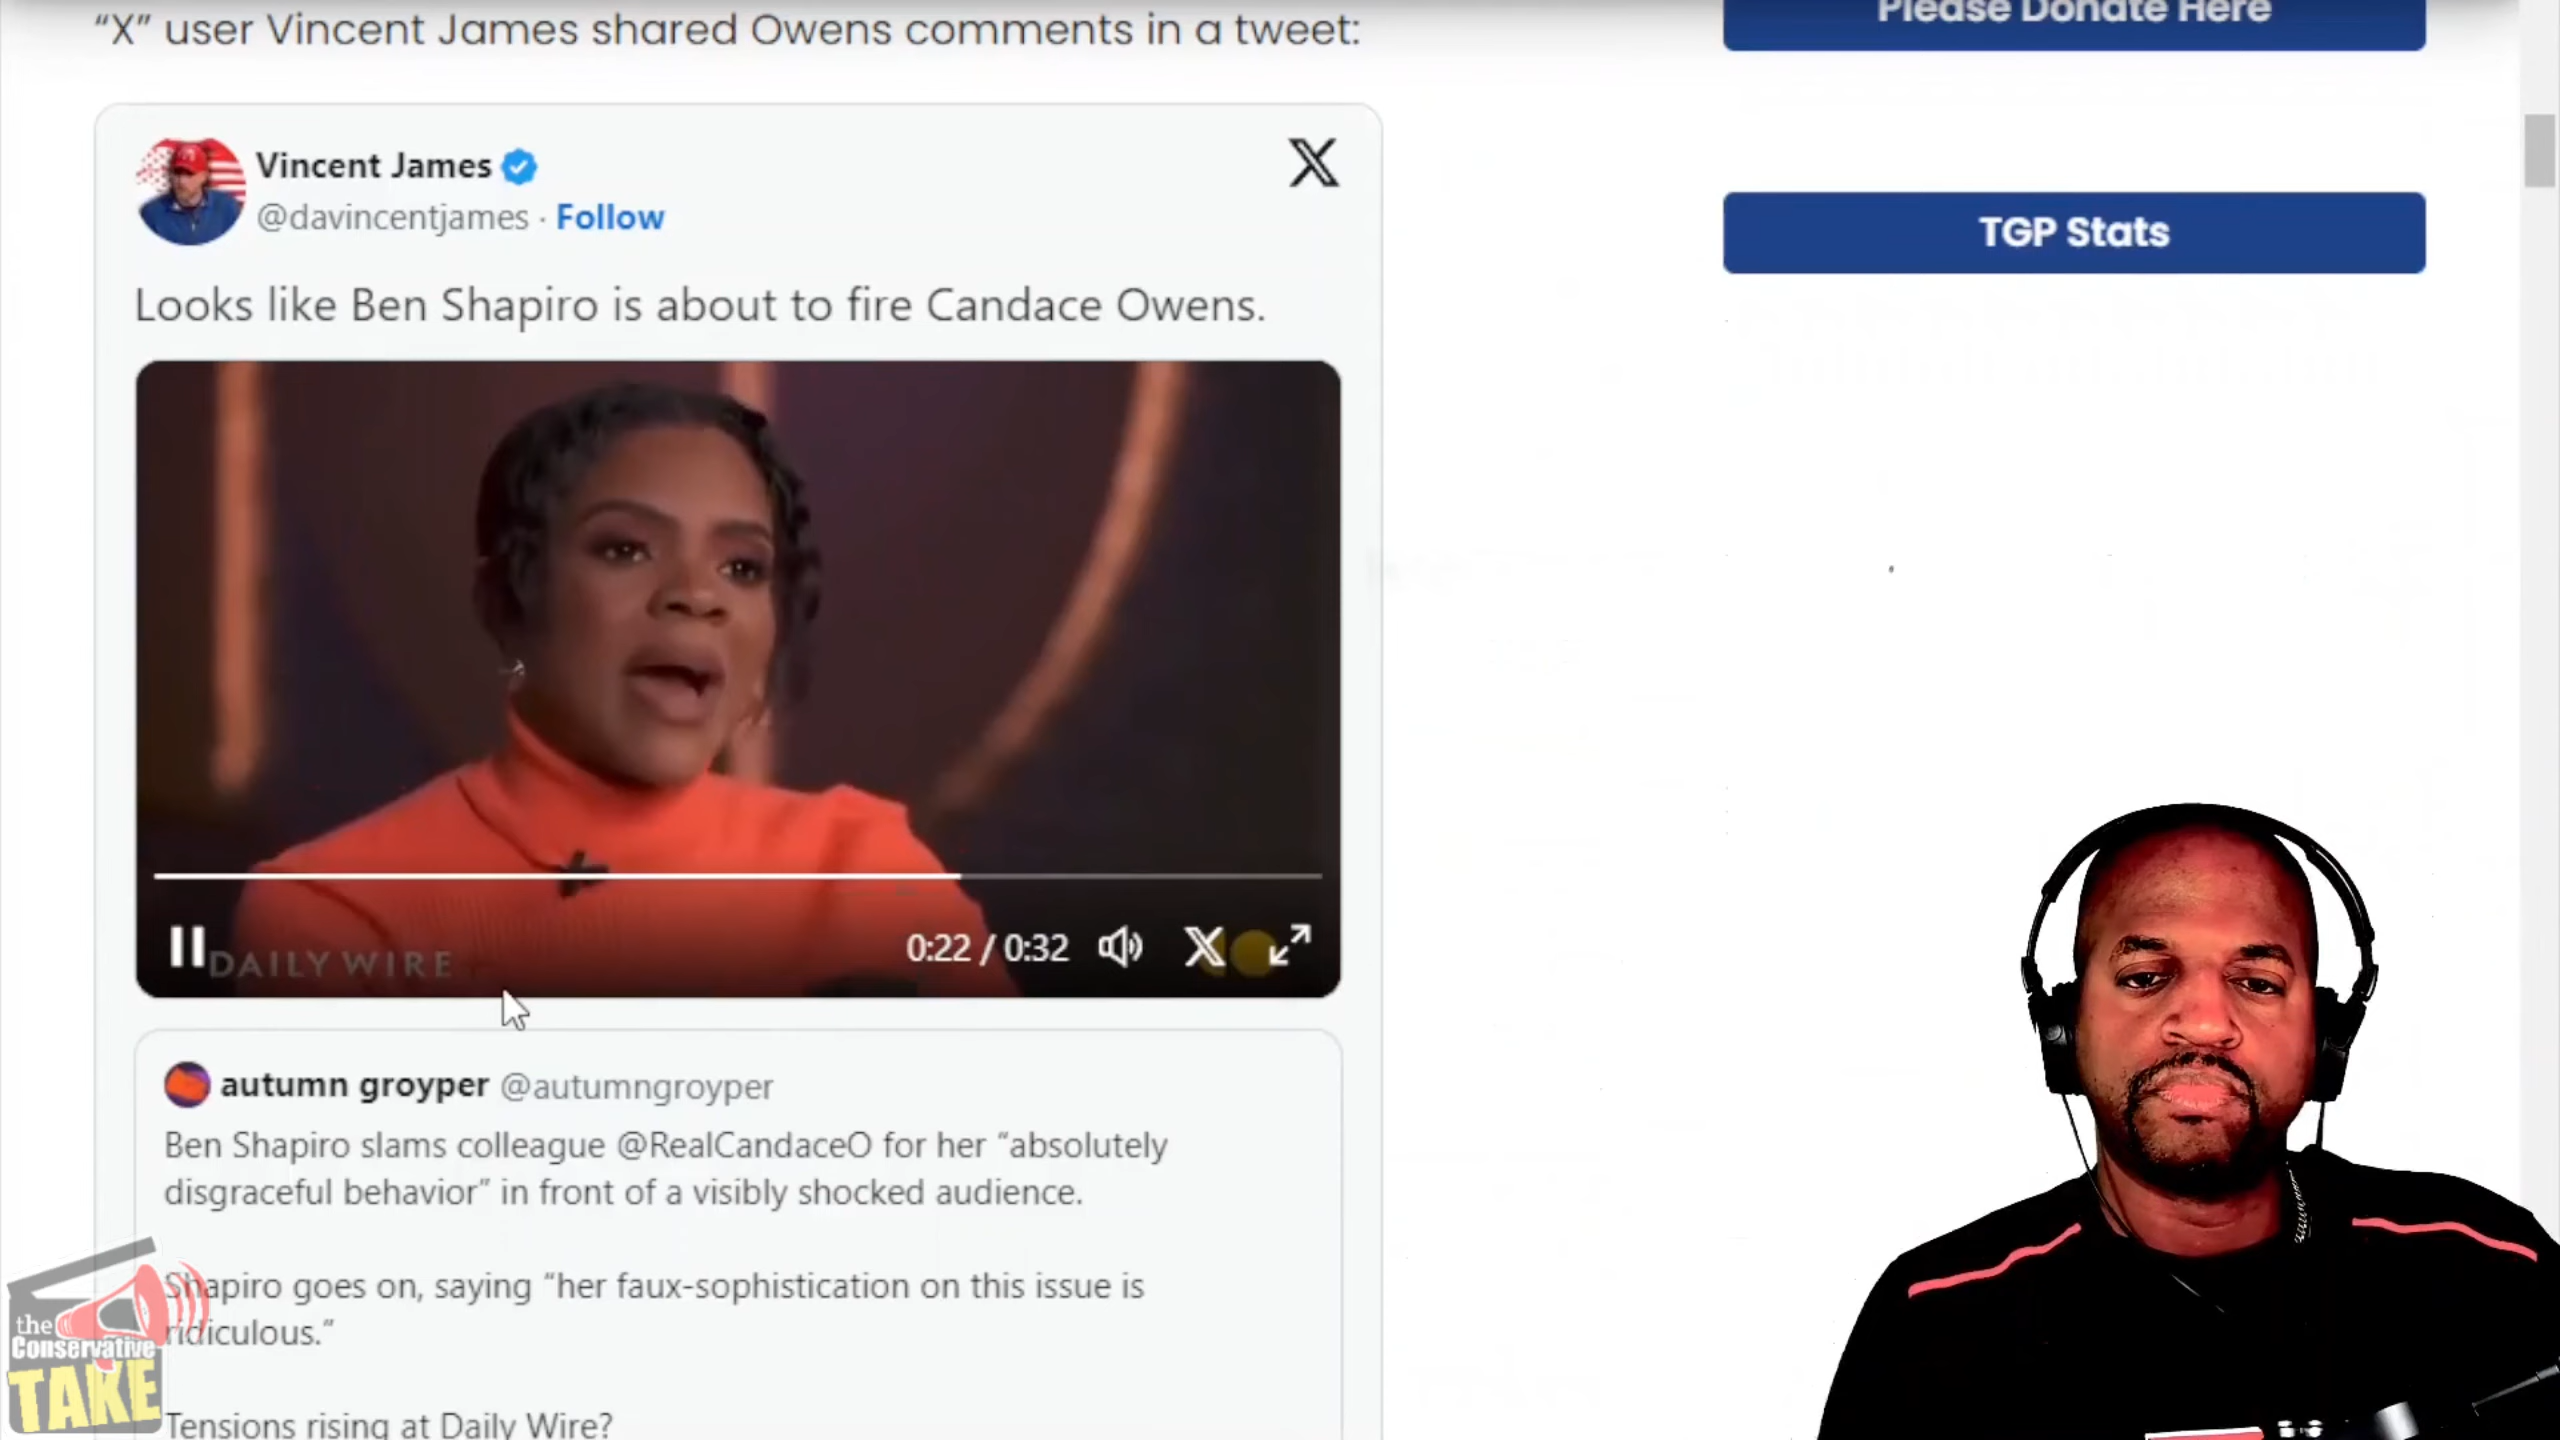 “X” user Vincent James shared Owens comments in a tweet:
Please Donate Here
Vincent James
@davincentjames · Follow
TGP Stats
Looks like Ben Shapiro is about to fire Candace Owens.
DAILY WIRE
0:22 / 0:32
autumn groyper @autumngroyper
Ben Shapiro slams colleague @RealCandaceO for her “absolutely
disgraceful behavior” in front of a visibly shocked audience.
Shapiro goes on, saying “her faux-sophistication on this issue is
ridiculous.”
Tensions rising at Daily Wire?
the
Conservative
TAKE